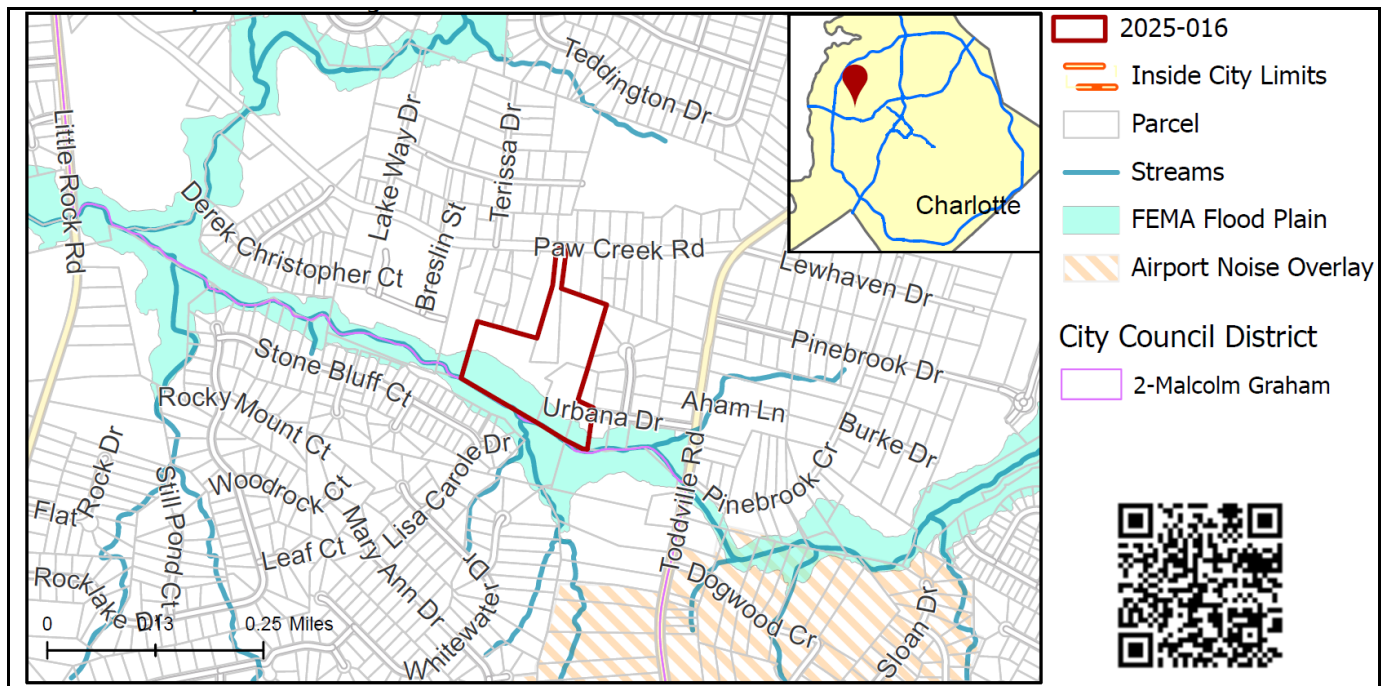 Teddington Dr
Little Rock Rd
Lake Way Dr
Terissa Dr
Derek Christopher Ct
Breslin St
Paw Creek Rd
Lewhaven Dr
Pinebrook Dr
Stone Bluff Ct
Rocky Mount Ct
Urbana Dr
Aham Ln
Burke Dr
Rock Dr
Flat
Woodrock Ct
Lisa Carole Dr
Toddville Rd
Pinebrook Cr
Still Pond Ct
Leaf Ct
Mary Ann Dr
Rocklake Dr
Whitewater Dr
Dogwood Cr
Sloan Dr
0 0.13 0.25 Miles
Charlotte
2025-016
Inside City Limits
Parcel
Streams
FEMA Flood Plain
Airport Noise Overlay
City Council District
2-Malcolm Graham